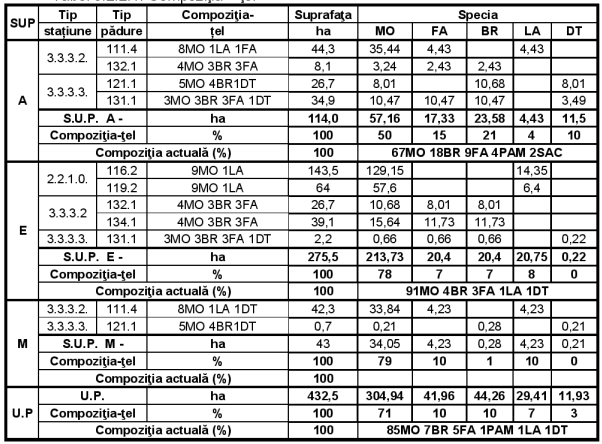 SUP Tip Tip Compoziţia- Suprafaţa Specia
staţiune pădure ţel ha MO FA BR LA DT
A 3.3.3.2. 111.4 8MO 1LA 1FA 44,3 35,44 4,43 4,43
132.1 4MO 3BR 3FA 8,1 3,24 2,43 2,43
3.3.3.3. 121.1 5MO 4BR1DT 26,7 8,01 10,68 8,01
131.1 3MO 3BR 3FA 1DT 34,9 10,47 10,47 10,47 3,49
S.U.P. A - ha 114,0 57,16 17,33 23,58 4,43 11,5
Compoziţia-ţel % 100 50 15 21 4 10
Compoziţia actuală (%) 100 67MO 18BR 9FA 4PAM 2SAC
E 2.2.1.0. 116.2 9MO 1LA 143,5 129,15 14,35
119.2 9MO 1LA 64 57,6 6,4
3.3.3.2 132.1 4MO 3BR 3FA 26,7 10,68 8,01 8,01
134.1 4MO 3BR 3FA 39,1 15,64 11,73 11,73
3.3.3.3. 131.1 3MO 3BR 3FA 1DT 2,2 0,66 0,66 0,66 0,22
S.U.P. E - ha 275,5 213,73 20,4 20,4 20,75 0,22
Compoziţia-ţel % 100 78 7 7 8 0
Compoziţia actuală (%) 100 91MO 4BR 3FA 1LA 1DT
M 3.3.3.2. 111.4 8MO 1LA 1DT 42,3 33,84 4,23 4,23
3.3.3.3. 121.1 5MO 4BR1DT 0,7 0,21 0,28 0,21
S.U.P. M - ha 43 34,05 4,23 0,28 4,23 0,21
Compoziţia-ţel % 100 79 10 1 10 0
Compoziţia actuală (%) 100
U.P U.P. ha 432,5 304,94 41,96 44,26 29,41 11,93
Compoziţia-ţel % 100 71 10 10 7 3
Compoziţia actuală (%) 100 85MO 7BR 5FA 1PAM 1LA 1DT